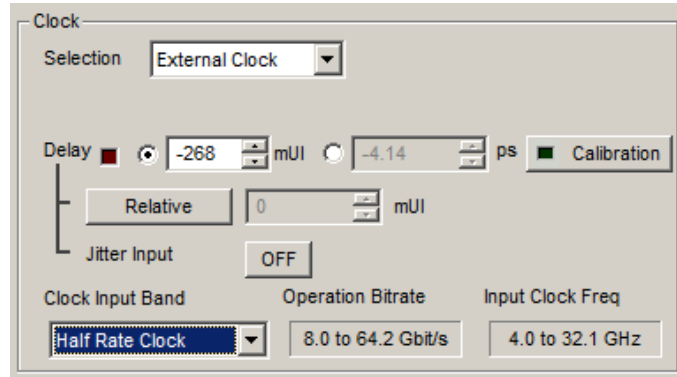 Clock
Selection External Clock
Delay -268 mUI -4.14 ps Calibration
Relative 0 mUI
Jitter Input OFF
Clock Input Band Operation Bitrate Input Clock Freq
Half Rate Clock 8.0 to 64.2 Gbit/s 4.0 to 32.1 GHz